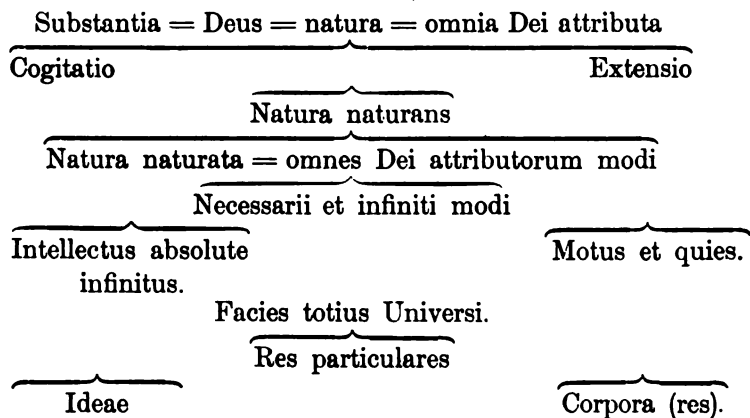 Substantia = Deus = natura = omnia Dei attributa
Cogitatio Extensio
Natura naturans
Natura naturata = omnes Dei attributorum modi
Necessarii et infiniti modi
Intellectus absolute Motus et quies.
infinitus.
Facies totius Universi.
Res particulares
Ideae Corpora (res).